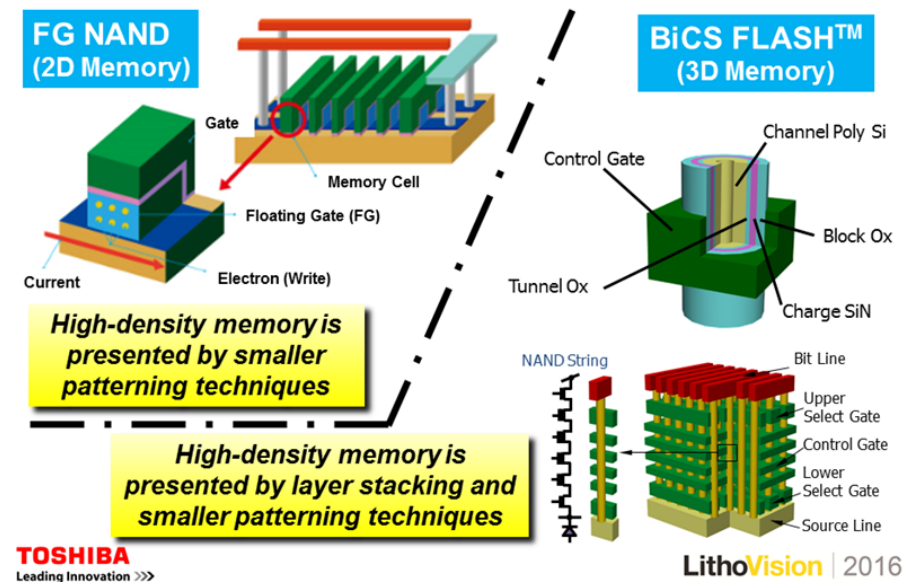 FG NAND
(2D Memory)
Gate
Memory Cell
Floating Gate (FG)
Electron (Write)
Current
High-density memory is
presented by smaller
patterning techniques
BiCS FLASH™
(3D Memory)
Channel Poly Si
Control Gate
Block Ox
Tunnel Ox
Charge SiN
NAND String
Bit Line
Upper
Select Gate
Control Gate
Lower
Select Gate
Source Line
High-density memory is
presented by layer stacking and
smaller patterning techniques
TOSHIBA
Leading Innovation >>>
LithoVision | 2016